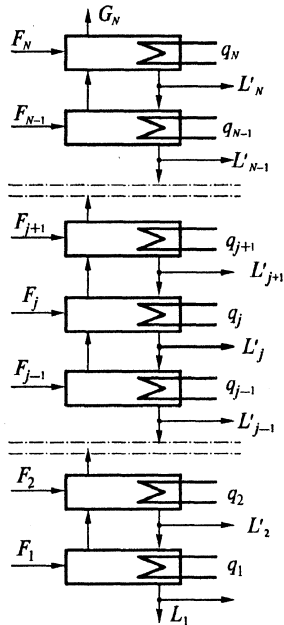 G_N
F_N q_N
L'_N
F_{N-1} q_{N-1}
L'_{N-1}
F_{j+1} q_{j+1}
L'_{j+1}
F_j q_j
L'_j
F_{j-1} q_{j-1}
L'_{j-1}
F_2 q_2
L'_2
F_1 q_1
L_1